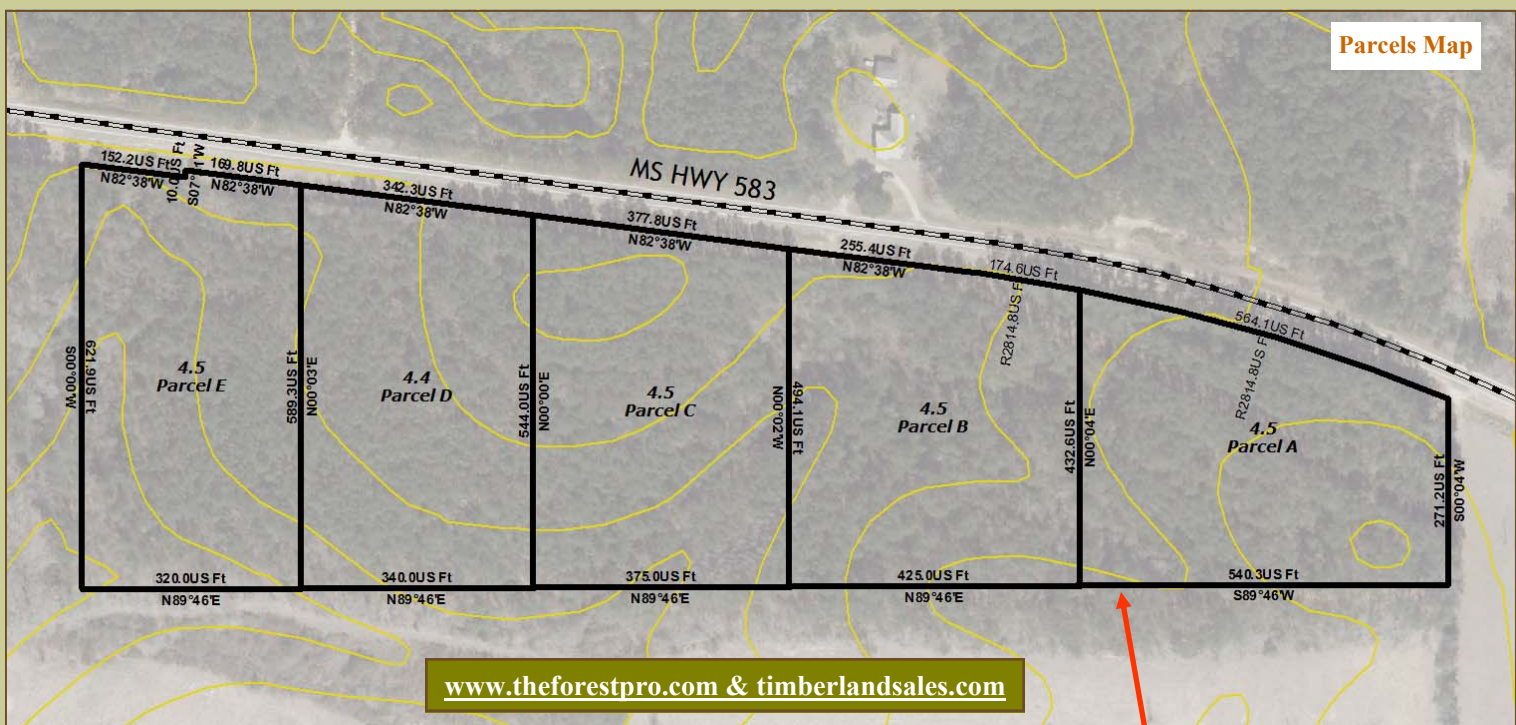 Parcels Map
MS HWY 583
152.2US Ft
N82°38'W
10.0US Ft
169.8US Ft
N82°38'W
342.3US Ft
N82°38'W
377.8US Ft
N82°38'W
255.4US Ft
N82°38'W
174.6US Ft
R2814.8US F
564.1US Ft
R2814.8US F
S00°00'W
621.9US Ft
4.5
Parcel E
589.3US Ft
N00°03'E
4.4
Parcel D
544.0US Ft
N00°00'E
4.5
Parcel C
N00°02'W
494.1US Ft
4.5
Parcel B
432.6US Ft
N00°04'E
4.5
Parcel A
271.2US Ft
S00°04'W
320.0US Ft
N89°46'E
340.0US Ft
N89°46'E
375.0US Ft
N89°46'E
425.0US Ft
N89°46'E
540.3US Ft
S89°46'W
www.theforestpro.com & timberlandsales.com